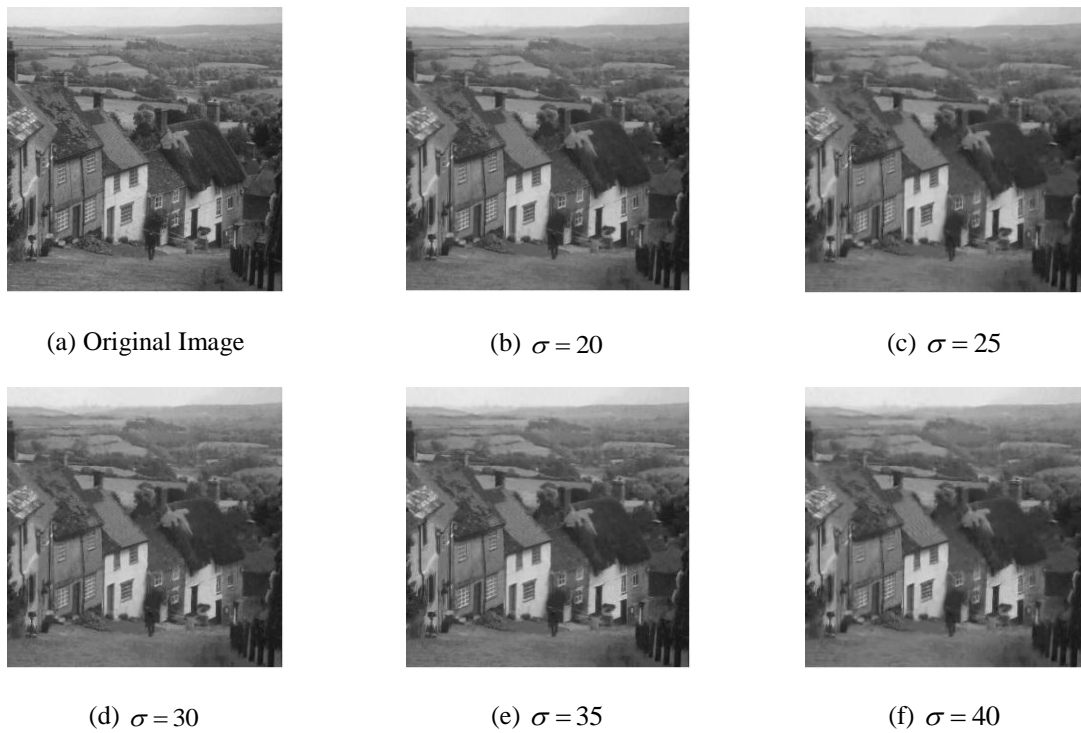 (a) Original Image
(b) σ = 20
(c) σ = 25
(d) σ = 30
(e) σ = 35
(f) σ = 40